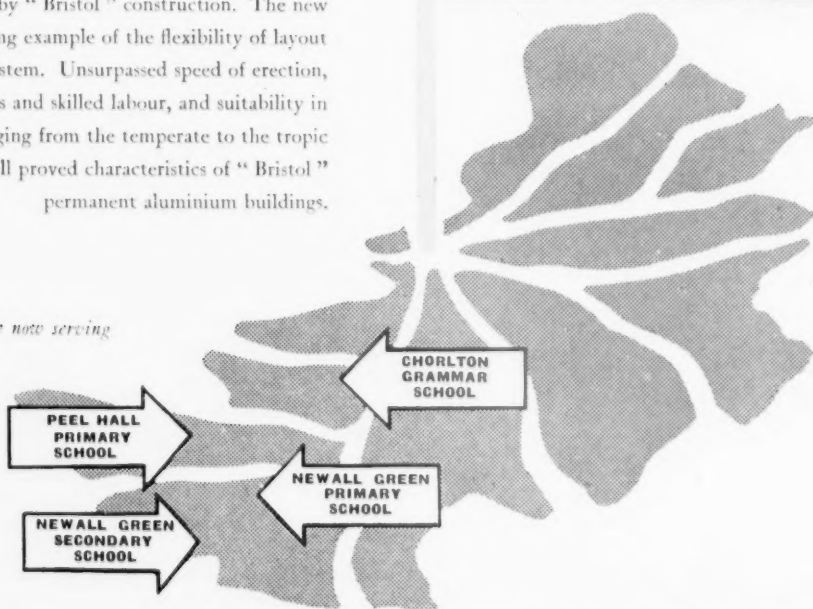 by “ Bristol ” construction. The new
ng example of the flexibility of layout
stem. Unsurpassed speed of erection,
s and skilled labour, and suitability in
ging from the temperate to the tropic
ll proved characteristics of “ Bristol ”
permanent aluminium buildings.
now serving
CHORLTON
GRAMMAR
SCHOOL
PEEL HALL
PRIMARY
SCHOOL
NEWALL GREEN
PRIMARY
SCHOOL
NEWALL GREEN
SECONDARY
SCHOOL